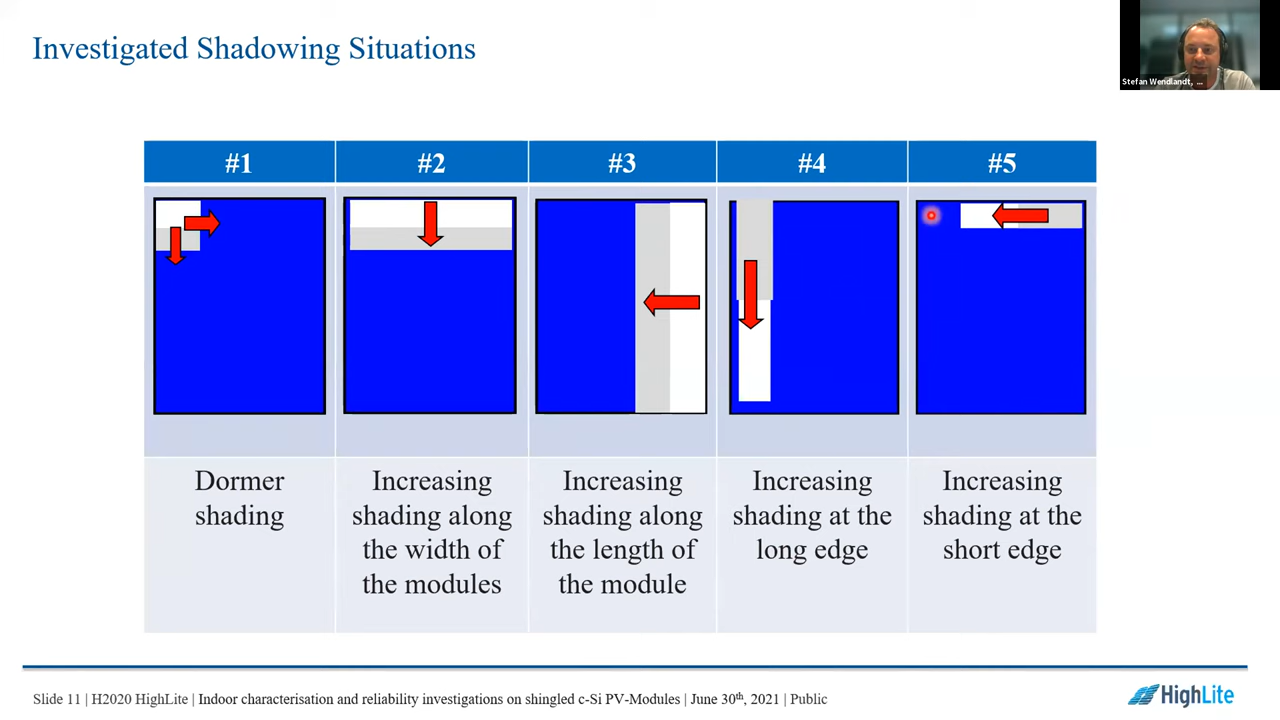 Investigated Shadowing Situations
Stefan Wendlandt, ...
#1 #2 #3 #4 #5
Dormer
shading
Increasing
shading along
the width of
the modules
Increasing
shading along
the length of
the module
Increasing
shading at the
long edge
Increasing
shading at the
short edge
Slide 11 | H2020 HighLite | Indoor characterisation and reliability investigations on shingled c-Si PV-Modules | June 30th, 2021 | Public
HighLite